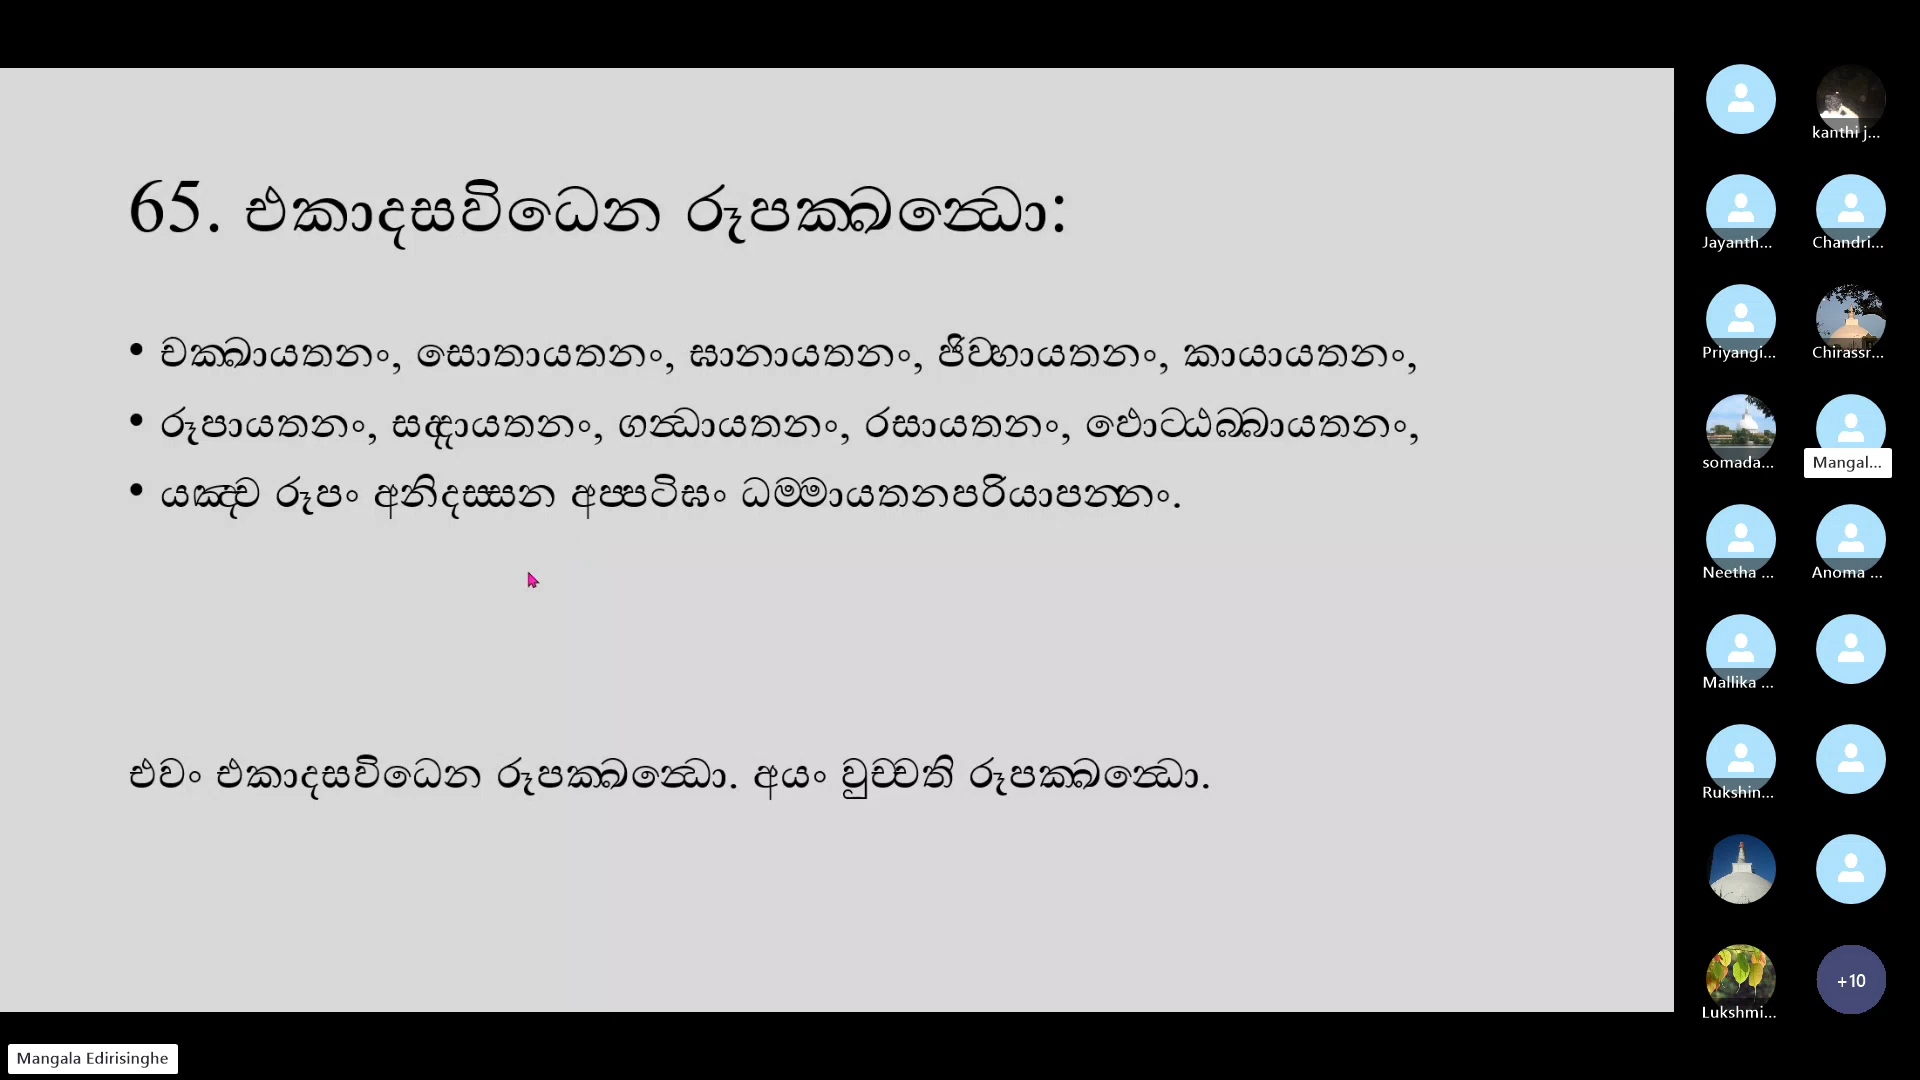 65. එකාදසවිධෙන රූපක‍්ඛන්‍ධො:
• චක‍්ඛායතනං, සොතායතනං, ඝානායතනං, ජිව‍්හායතනං, කායායතනං,
• රූපායතනං, සද‍්දායතනං, ගන්‍ධායතනං, රසායතනං, ඵොට‍්ඨබ‍්බායතනං,
• යඤ‍්ච රූපං අනිදස‍්සන අප‍්පටිඝං ධම‍්මායතනපරියාපන‍්නං.
එවං එකාදසවිධෙන රූපක‍්ඛන්‍ධො. අයං වුච‍්චති රූපක‍්ඛන්‍ධො.
kanthi j...
Jayanth... Chandri...
Priyangi... Chirassr...
somada... Mangal...
Neetha ... Anoma ...
Mallika ...
Rukshin...
+10
Lukshmi...
Mangala Edirisinghe